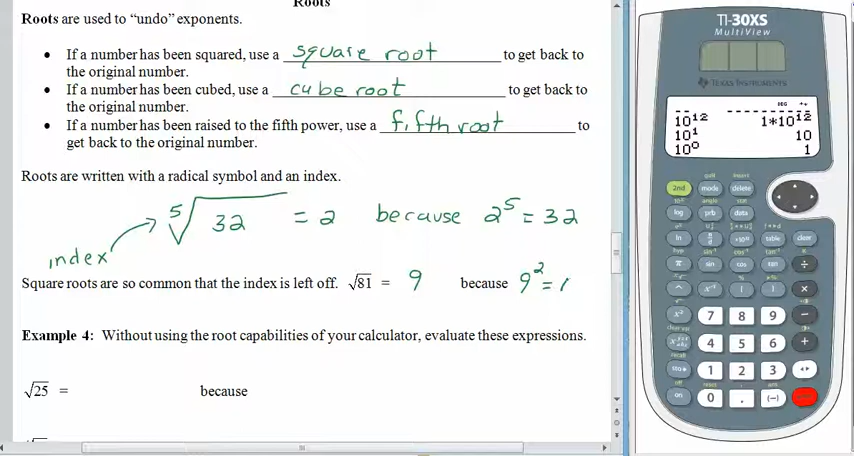 Roots
Roots are used to “undo” exponents.
• If a number has been squared, use a square root to get back to
the original number.
• If a number has been cubed, use a cube root to get back to
the original number.
• If a number has been raised to the fifth power, use a fifth root to
get back to the original number.
Roots are written with a radical symbol and an index.
⁵√32 = 2 because 2⁵ = 32
index
Square roots are so common that the index is left off. √81 = 9 because 9² =
Example 4: Without using the root capabilities of your calculator, evaluate these expressions.
√25 = because
TI-30XS
MultiView
TEXAS INSTRUMENTS
10¹² 1*10¹²
10¹ 10
10⁰ 1
2nd mode delete
log prb data
ln table clear
π sin cos tan ÷
^ x⁻¹ ( ) ×
x² 7 8 9 −
4 5 6 +
sto 1 2 3
on 0 . (−)